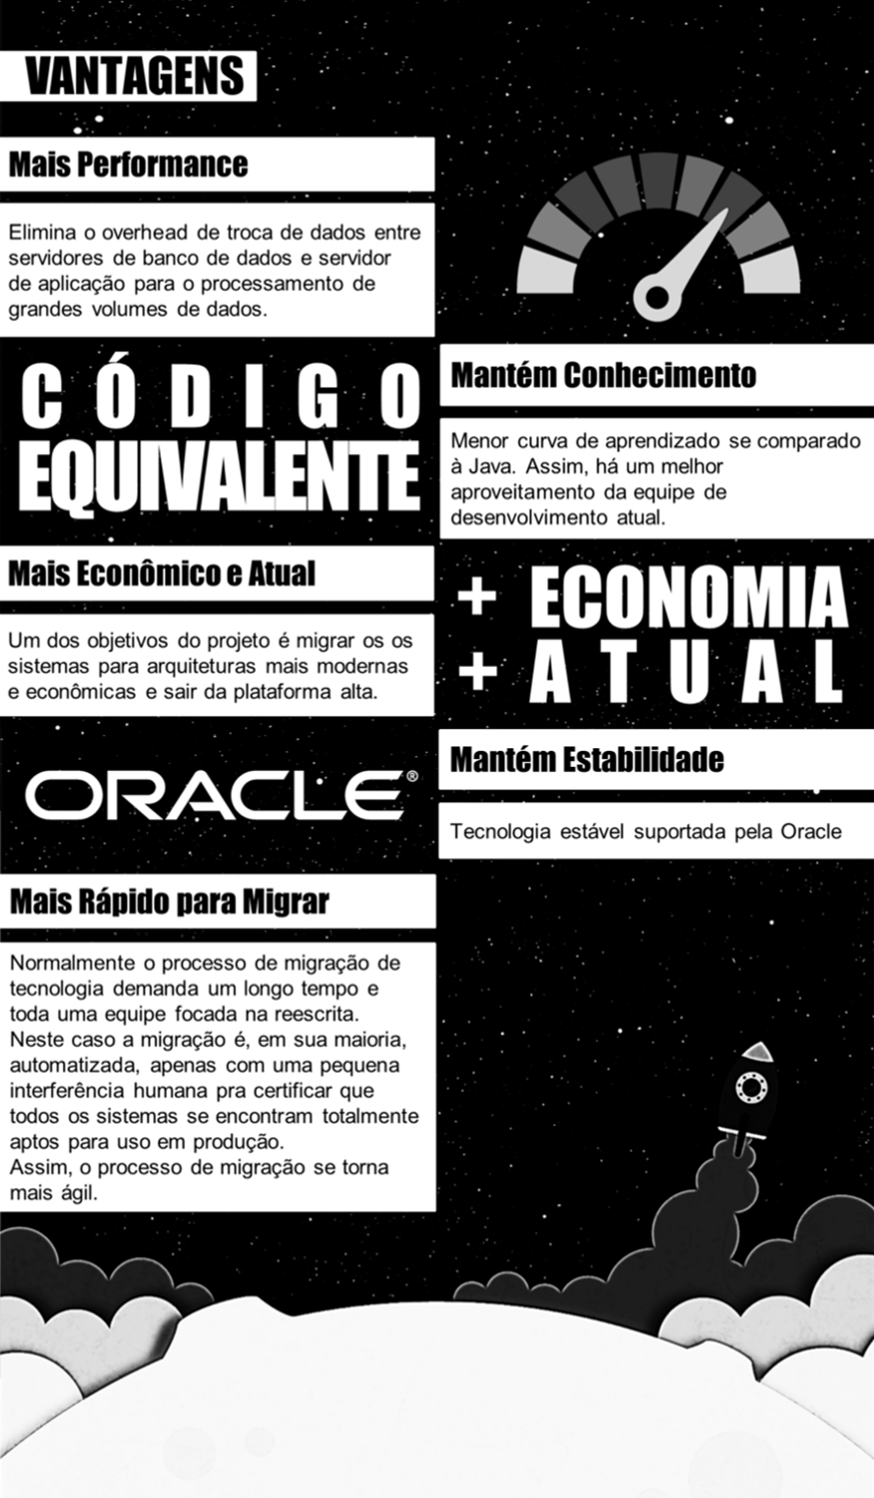 VANTAGENS
Mais Performance
Elimina o overhead de troca de dados entre
servidores de banco de dados e servidor
de aplicação para o processamento de
grandes volumes de dados.
CÓDIGO
EQUIVALENTE
Mantém Conhecimento
Menor curva de aprendizado se comparado
à Java. Assim, há um melhor
aproveitamento da equipe de
desenvolvimento atual.
Mais Econômico e Atual
Um dos objetivos do projeto é migrar os os
sistemas para arquiteturas mais modernas
e econômicas e sair da plataforma alta.
+ ECONOMIA
+ ATUAL
ORACLE®
Mantém Estabilidade
Tecnologia estável suportada pela Oracle
Mais Rápido para Migrar
Normalmente o processo de migração de
tecnologia demanda um longo tempo e
toda uma equipe focada na reescrita.
Neste caso a migração é, em sua maioria,
automatizada, apenas com uma pequena
interferência humana pra certificar que
todos os sistemas se encontram totalmente
aptos para uso em produção.
Assim, o processo de migração se torna
mais ágil.